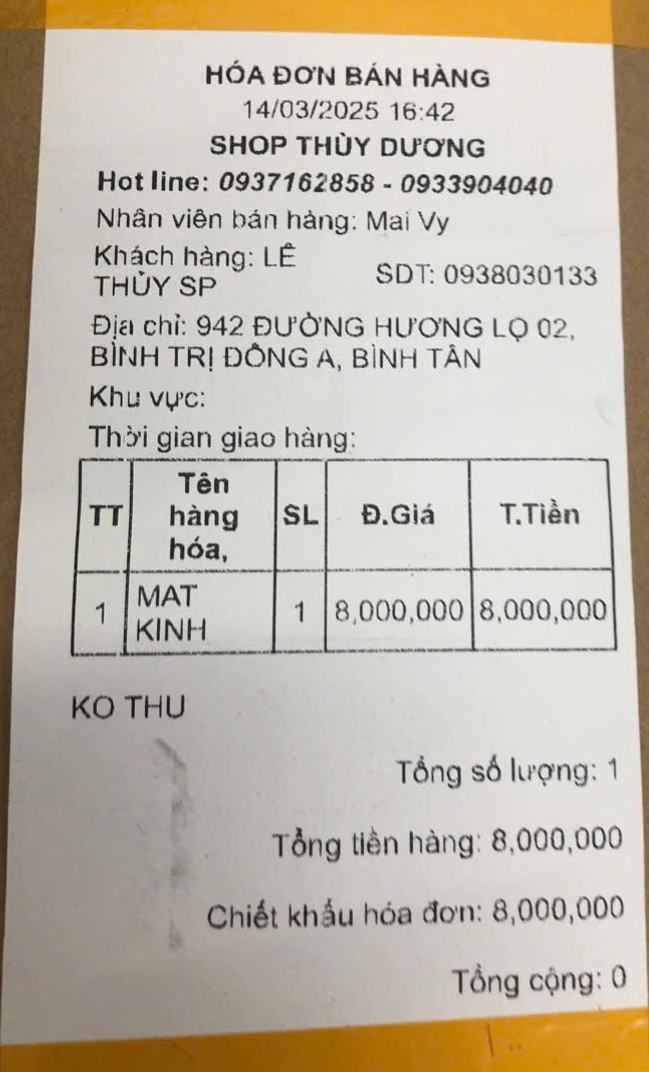 HÓA ĐƠN BÁN HÀNG
14/03/2025 16:42
SHOP THÙY DƯƠNG
Hot line: 0937162858 - 0933904040
Nhân viên bán hàng: Mai Vy
Khách hàng: LÊ THỦY SP
SDT: 0938030133
Địa chỉ: 942 ĐƯỜNG HƯƠNG LỘ 02,
BÌNH TRỊ ĐÔNG A, BÌNH TÂN
Khu vực:
Thời gian giao hàng:
TT Tên hàng hóa, SL Đ.Giá T.Tiền
1 MAT KINH 1 8,000,000 8,000,000
KO THU
Tổng số lượng: 1
Tổng tiền hàng: 8,000,000
Chiết khấu hóa đơn: 8,000,000
Tổng cộng: 0